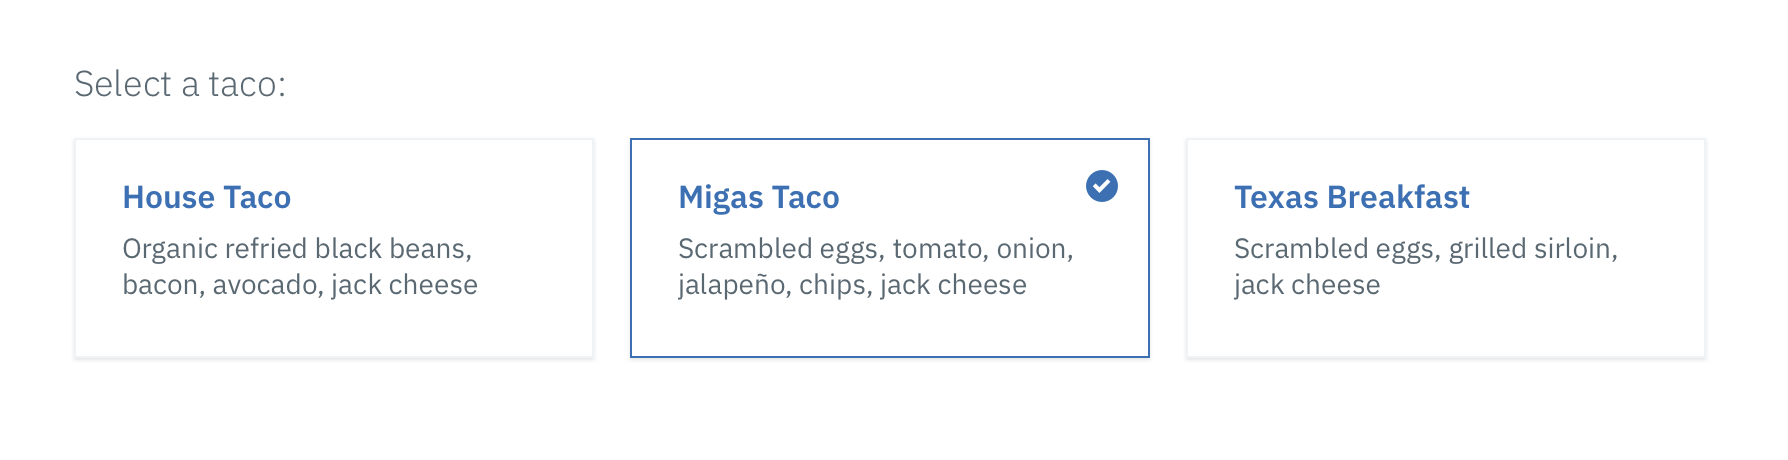 Select a taco:
House Taco
Organic refried black beans,
bacon, avocado, jack cheese
Migas Taco
Scrambled eggs, tomato, onion,
jalapeño, chips, jack cheese
Texas Breakfast
Scrambled eggs, grilled sirloin,
jack cheese